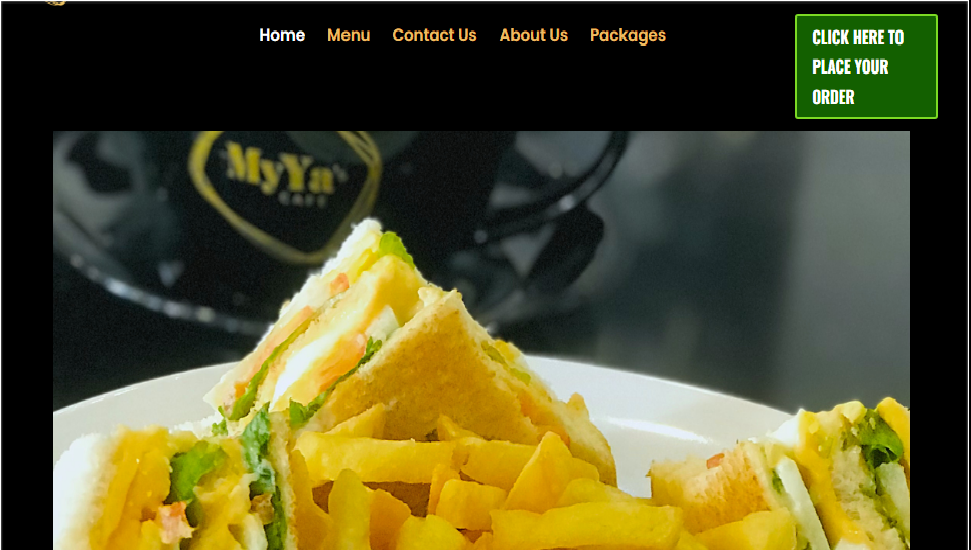 Home Menu Contact Us About Us Packages
CLICK HERE TO
PLACE YOUR
ORDER
MyYa's
CAFE